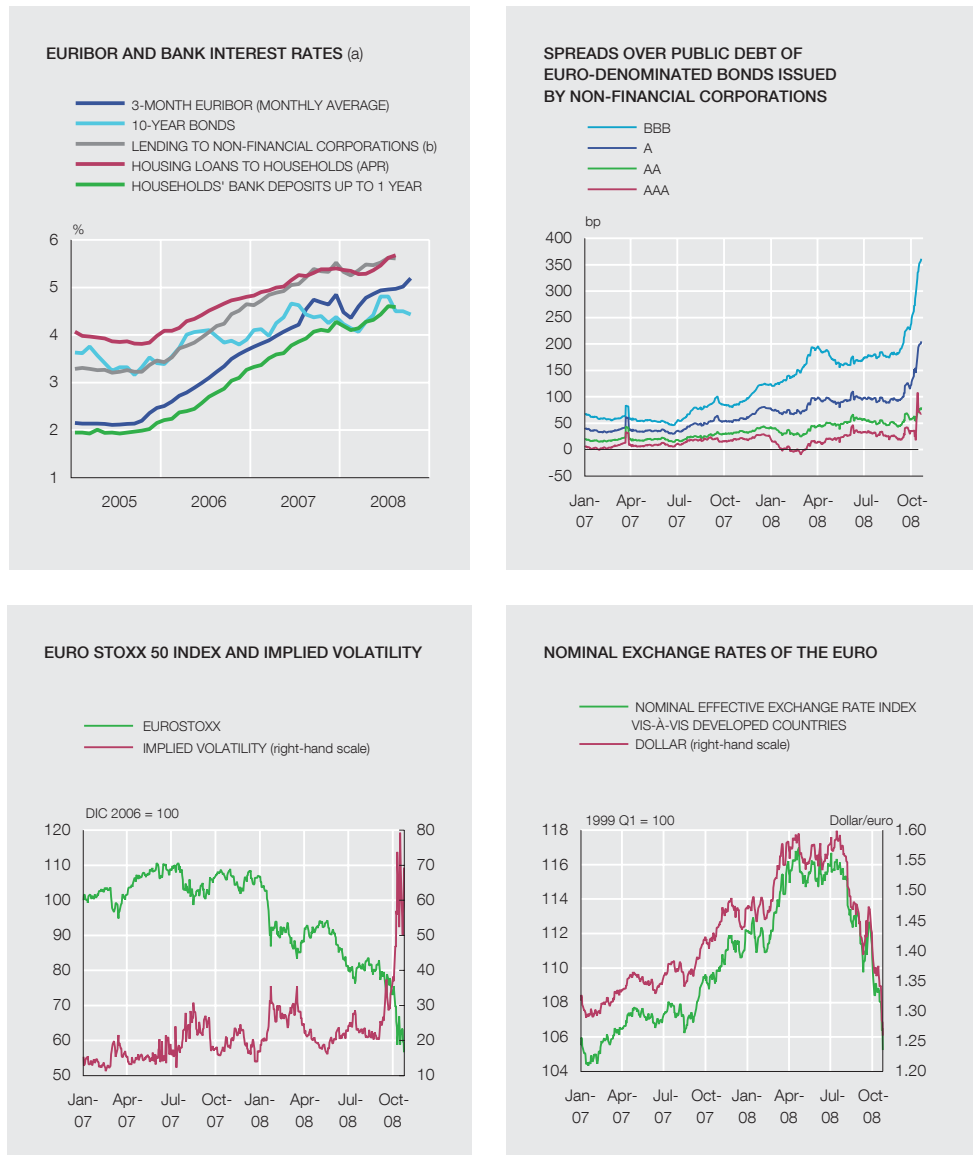 EURIBOR AND BANK INTEREST RATES (a)
3-MONTH EURIBOR (MONTHLY AVERAGE)
10-YEAR BONDS
LENDING TO NON-FINANCIAL CORPORATIONS (b)
HOUSING LOANS TO HOUSEHOLDS (APR)
HOUSEHOLDS' BANK DEPOSITS UP TO 1 YEAR
%
6
5
4
3
2
1
2005 2006 2007 2008
SPREADS OVER PUBLIC DEBT OF
EURO-DENOMINATED BONDS ISSUED
BY NON-FINANCIAL CORPORATIONS
BBB
A
AA
AAA
bp
400
350
300
250
200
150
100
50
0
-50
Jan- Apr- Jul- Oct- Jan- Apr- Jul- Oct-
07 07 07 07 08 08 08 08
EURO STOXX 50 INDEX AND IMPLIED VOLATILITY
EUROSTOXX
IMPLIED VOLATILITY (right-hand scale)
DIC 2006 = 100
120 80
110 70
100 60
90 50
80 40
70 30
60 20
50 10
Jan- Apr- Jul- Oct- Jan- Apr- Jul- Oct-
07 07 07 07 08 08 08 08
NOMINAL EXCHANGE RATES OF THE EURO
NOMINAL EFFECTIVE EXCHANGE RATE INDEX
VIS-À-VIS DEVELOPED COUNTRIES
DOLLAR (right-hand scale)
1999 Q1 = 100 Dollar/euro
118 1.60
116 1.55
1.50
114 1.45
112 1.40
110 1.35
108 1.30
106 1.25
104 1.20
Jan- Apr- Jul- Oct- Jan- Apr- Jul- Oct-
07 07 07 07 08 08 08 08